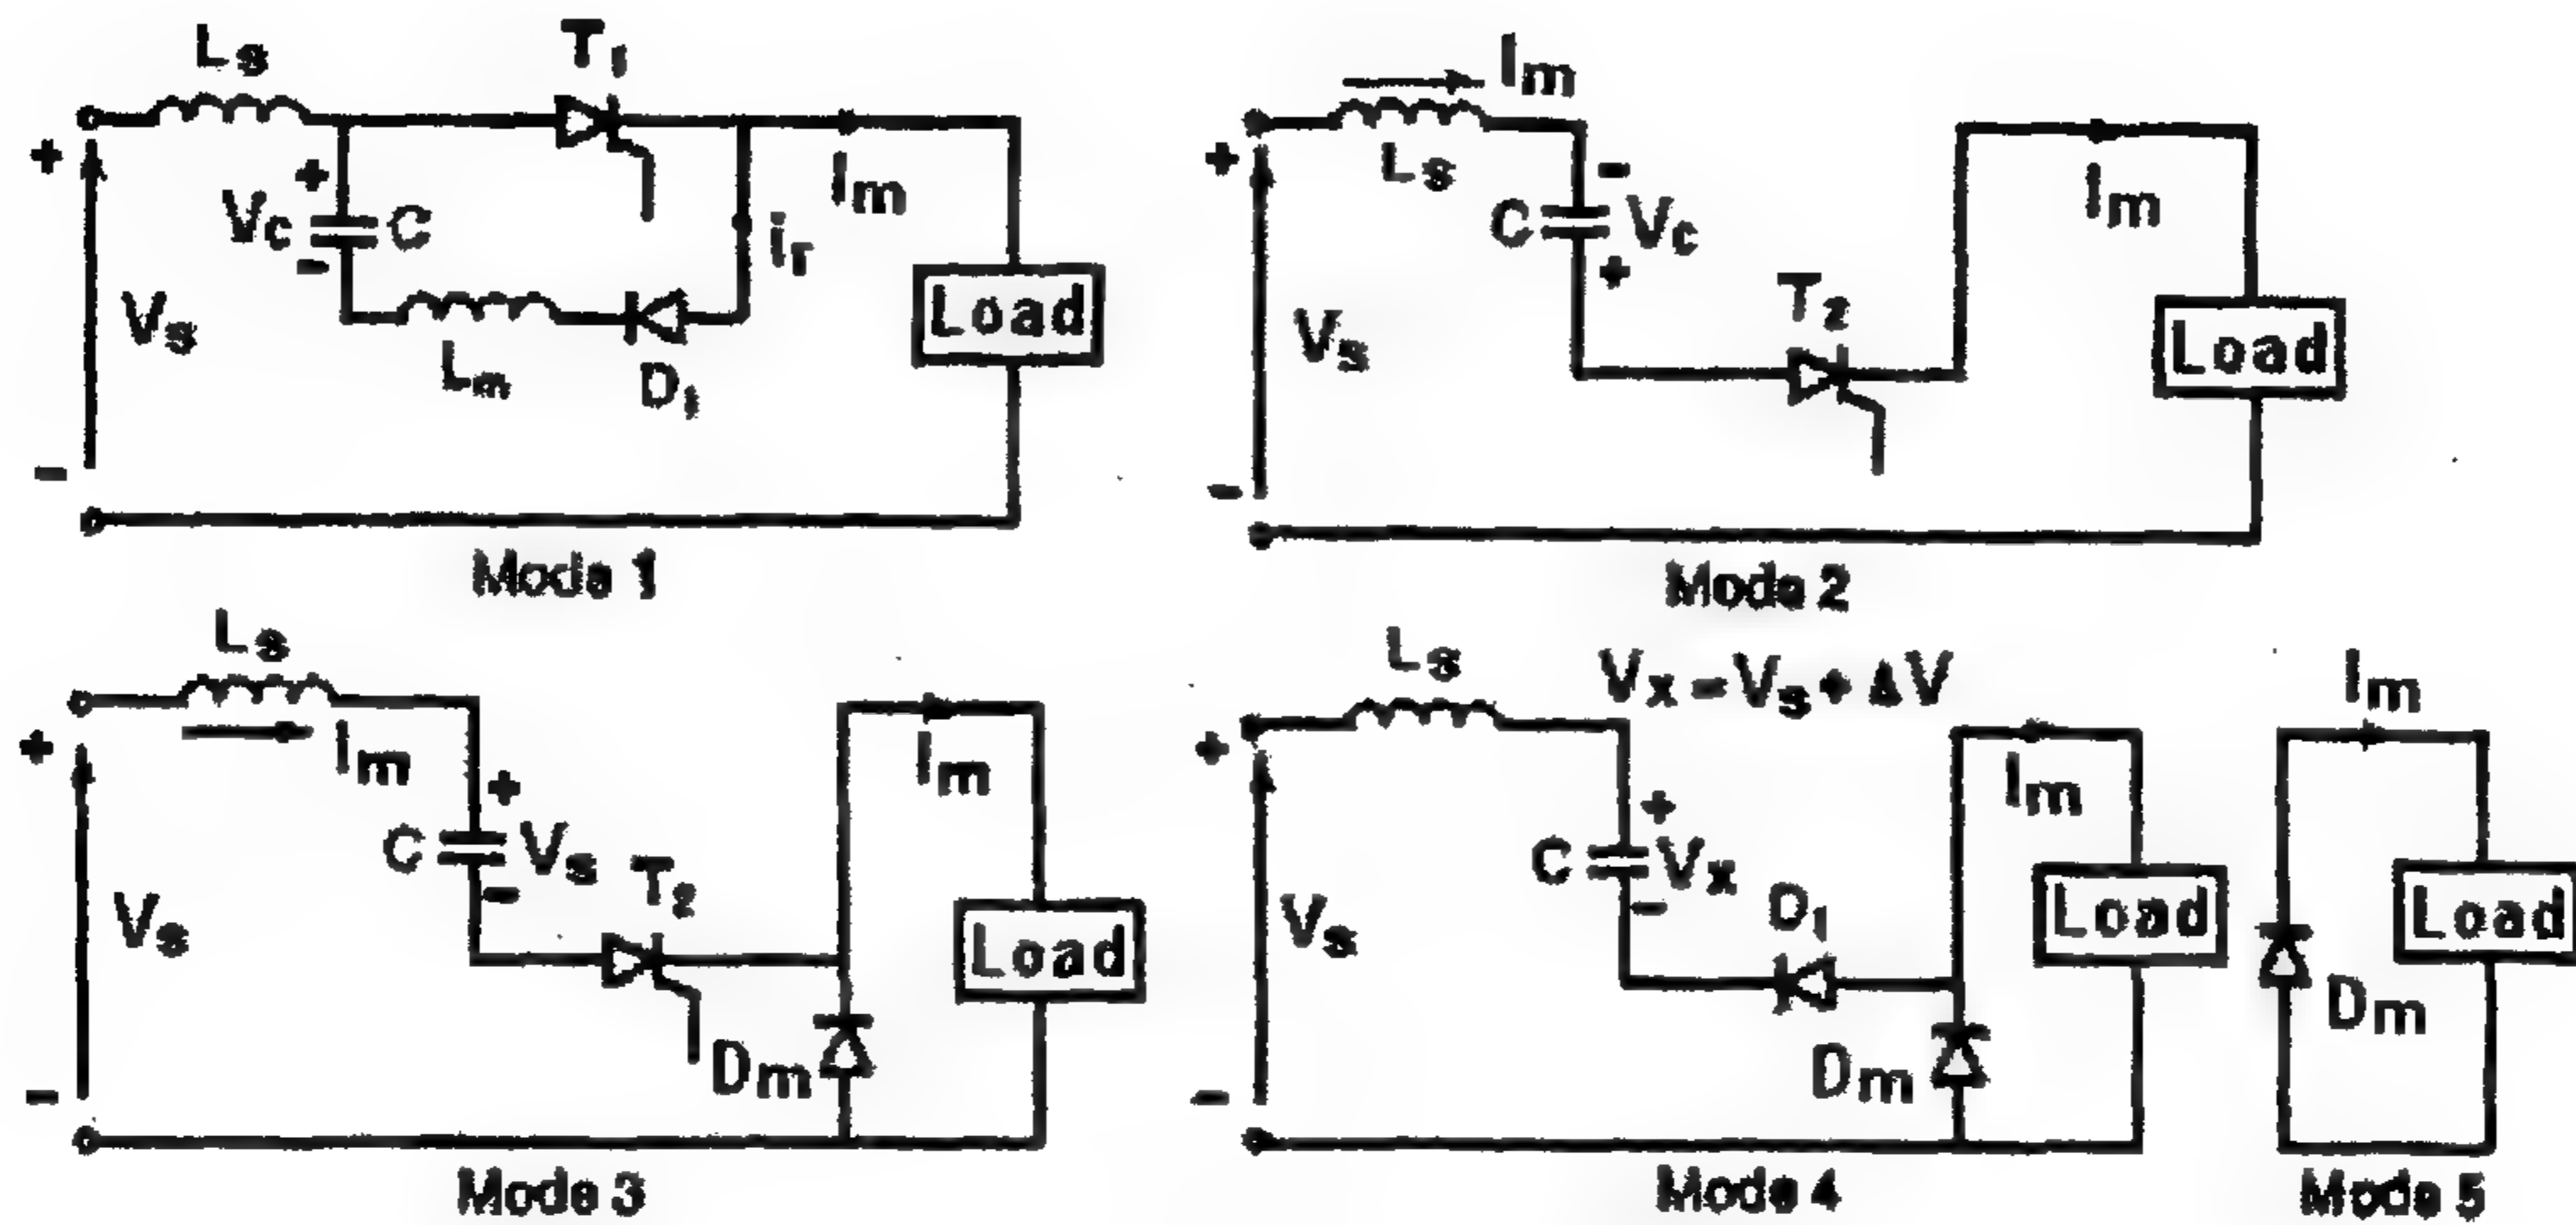 Ls
T1
Im
+
+
Vc
C
-
ir
Vs
Load
Lm
D1
-
Mode 1
Im
Ls
+
-
C
Vc
+
Im
T2
Vs
Load
-
Mode 2
Ls
Im
+
+
C
Vs
-
T2
Im
Vs
Load
Dm
-
Mode 3
Ls
Vx = Vs + ΔV
+
+
C
Vx
-
D1
Im
Vs
Load
Dm
-
Mode 4
Im
Load
Dm
Mode 5